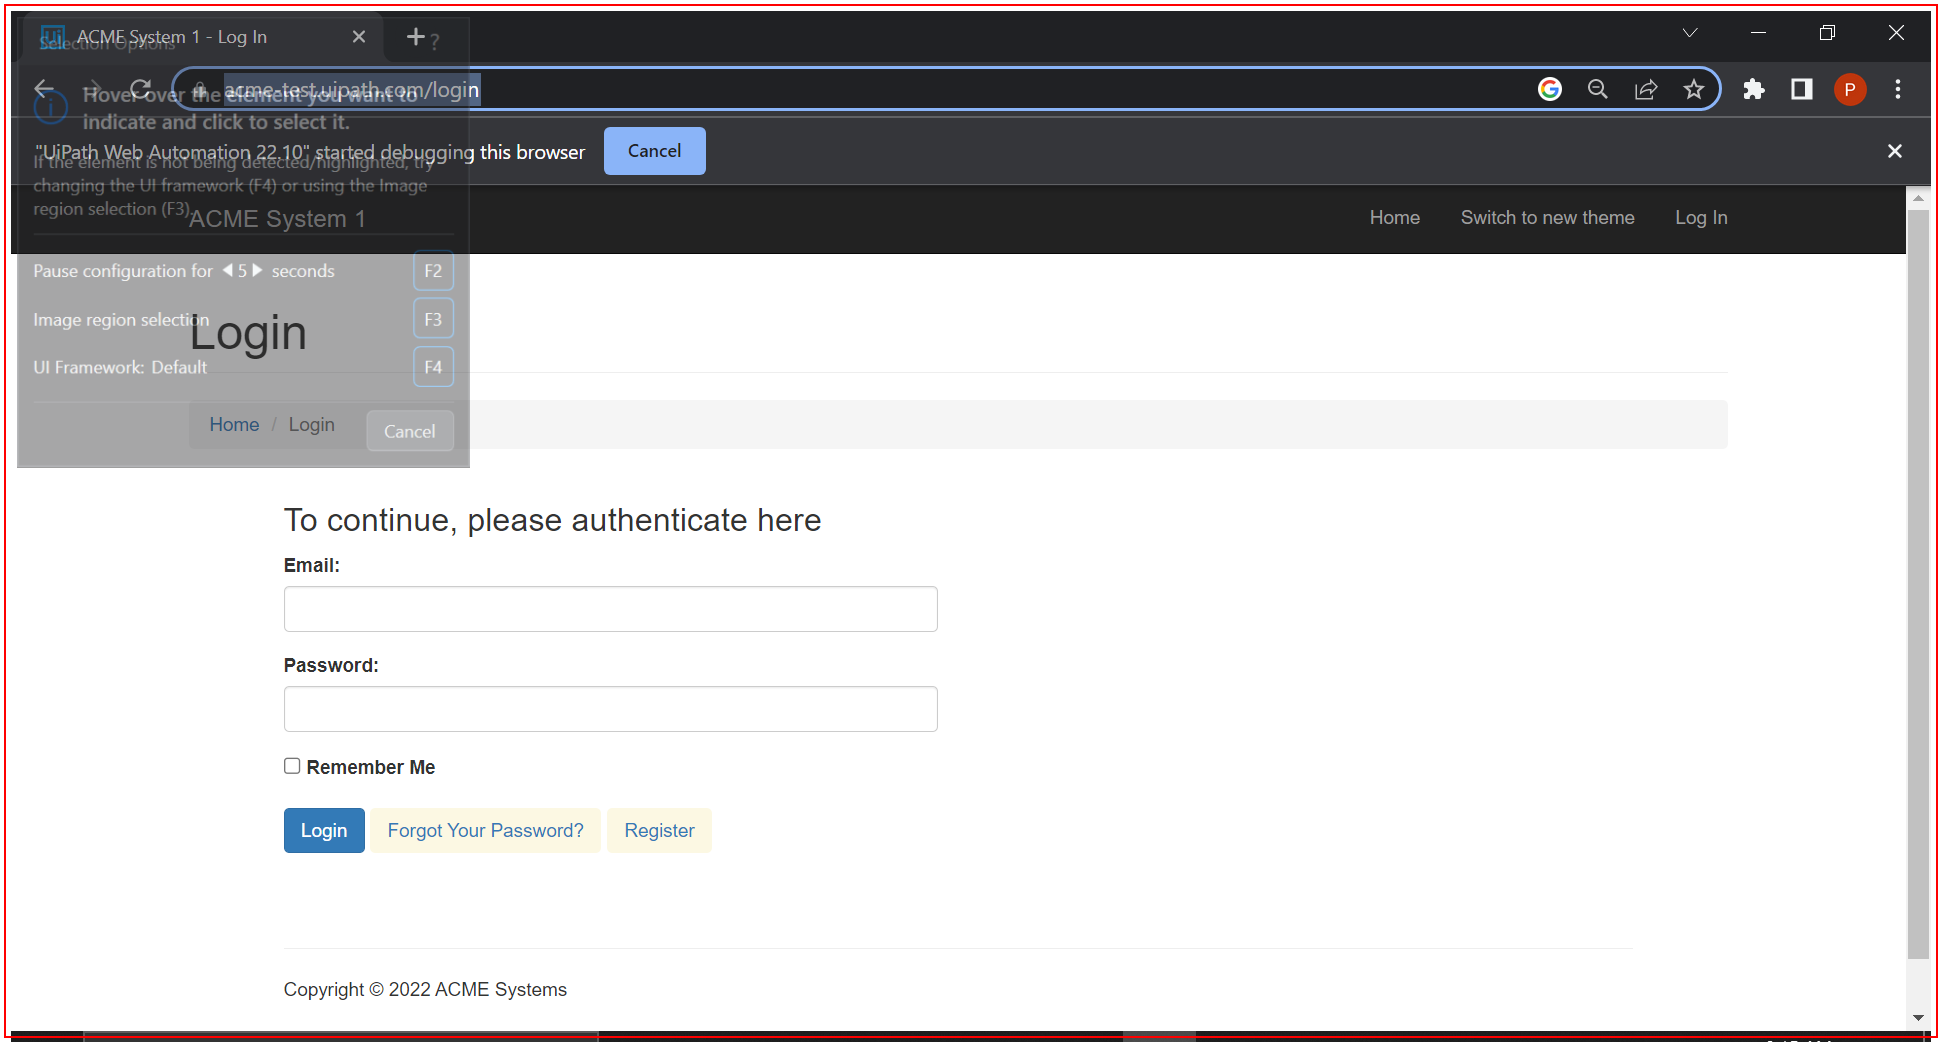 ACME System 1 - Log In
Selection Options
?
acme-test.uipath.com/login
P
Hover over the element you want to
indicate and click to select it.
"UiPath Web Automation 22.10" started debugging this browser
Cancel
If the element is not being detected/highlighted, try
changing the UI framework (F4) or using the Image
region selection (F3).
ACME System 1
Home
Switch to new theme
Log In
Pause configuration for 5 seconds
F2
Image region selection
F3
Login
UI Framework: Default
F4
Home / Login
Cancel
To continue, please authenticate here
Email:
Password:
Remember Me
Login
Forgot Your Password?
Register
Copyright © 2022 ACME Systems